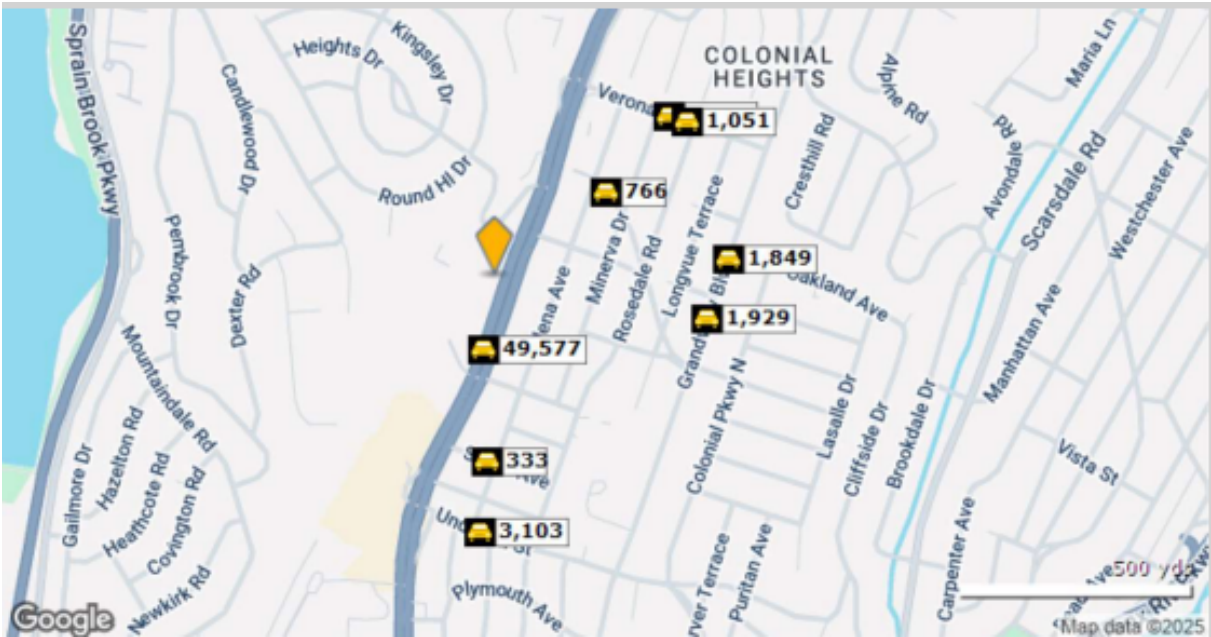 Sprain Brook Pkwy
Heights Dr
Kingsley Dr
Candlewood Dr
Round Hl Dr
Pembrook Dr
Dexter Rd
Mountaindale Rd
Gailmore Dr
Hazelton Rd
Heathcote Rd
Covington Rd
Newkirk Rd
COLONIAL
HEIGHTS
Verona
1,051
766
Minerva Dr
Rosedale Rd
Longvue Terrace
Cresthill Rd
Alpine Rd
Avondale Rd
Maria Ln
Scarsdale Rd
Westchester Ave
1,849
Oakland Ave
1,929
49,577
Colonial Pkwy N
Lasalle Dr
Cliffside Dr
Brookdale Dr
Manhattan Ave
Vista St
333
3,103
Plymouth Ave
Puritan Ave
Carpenter Ave
500 yds
Google
Map data ©2025